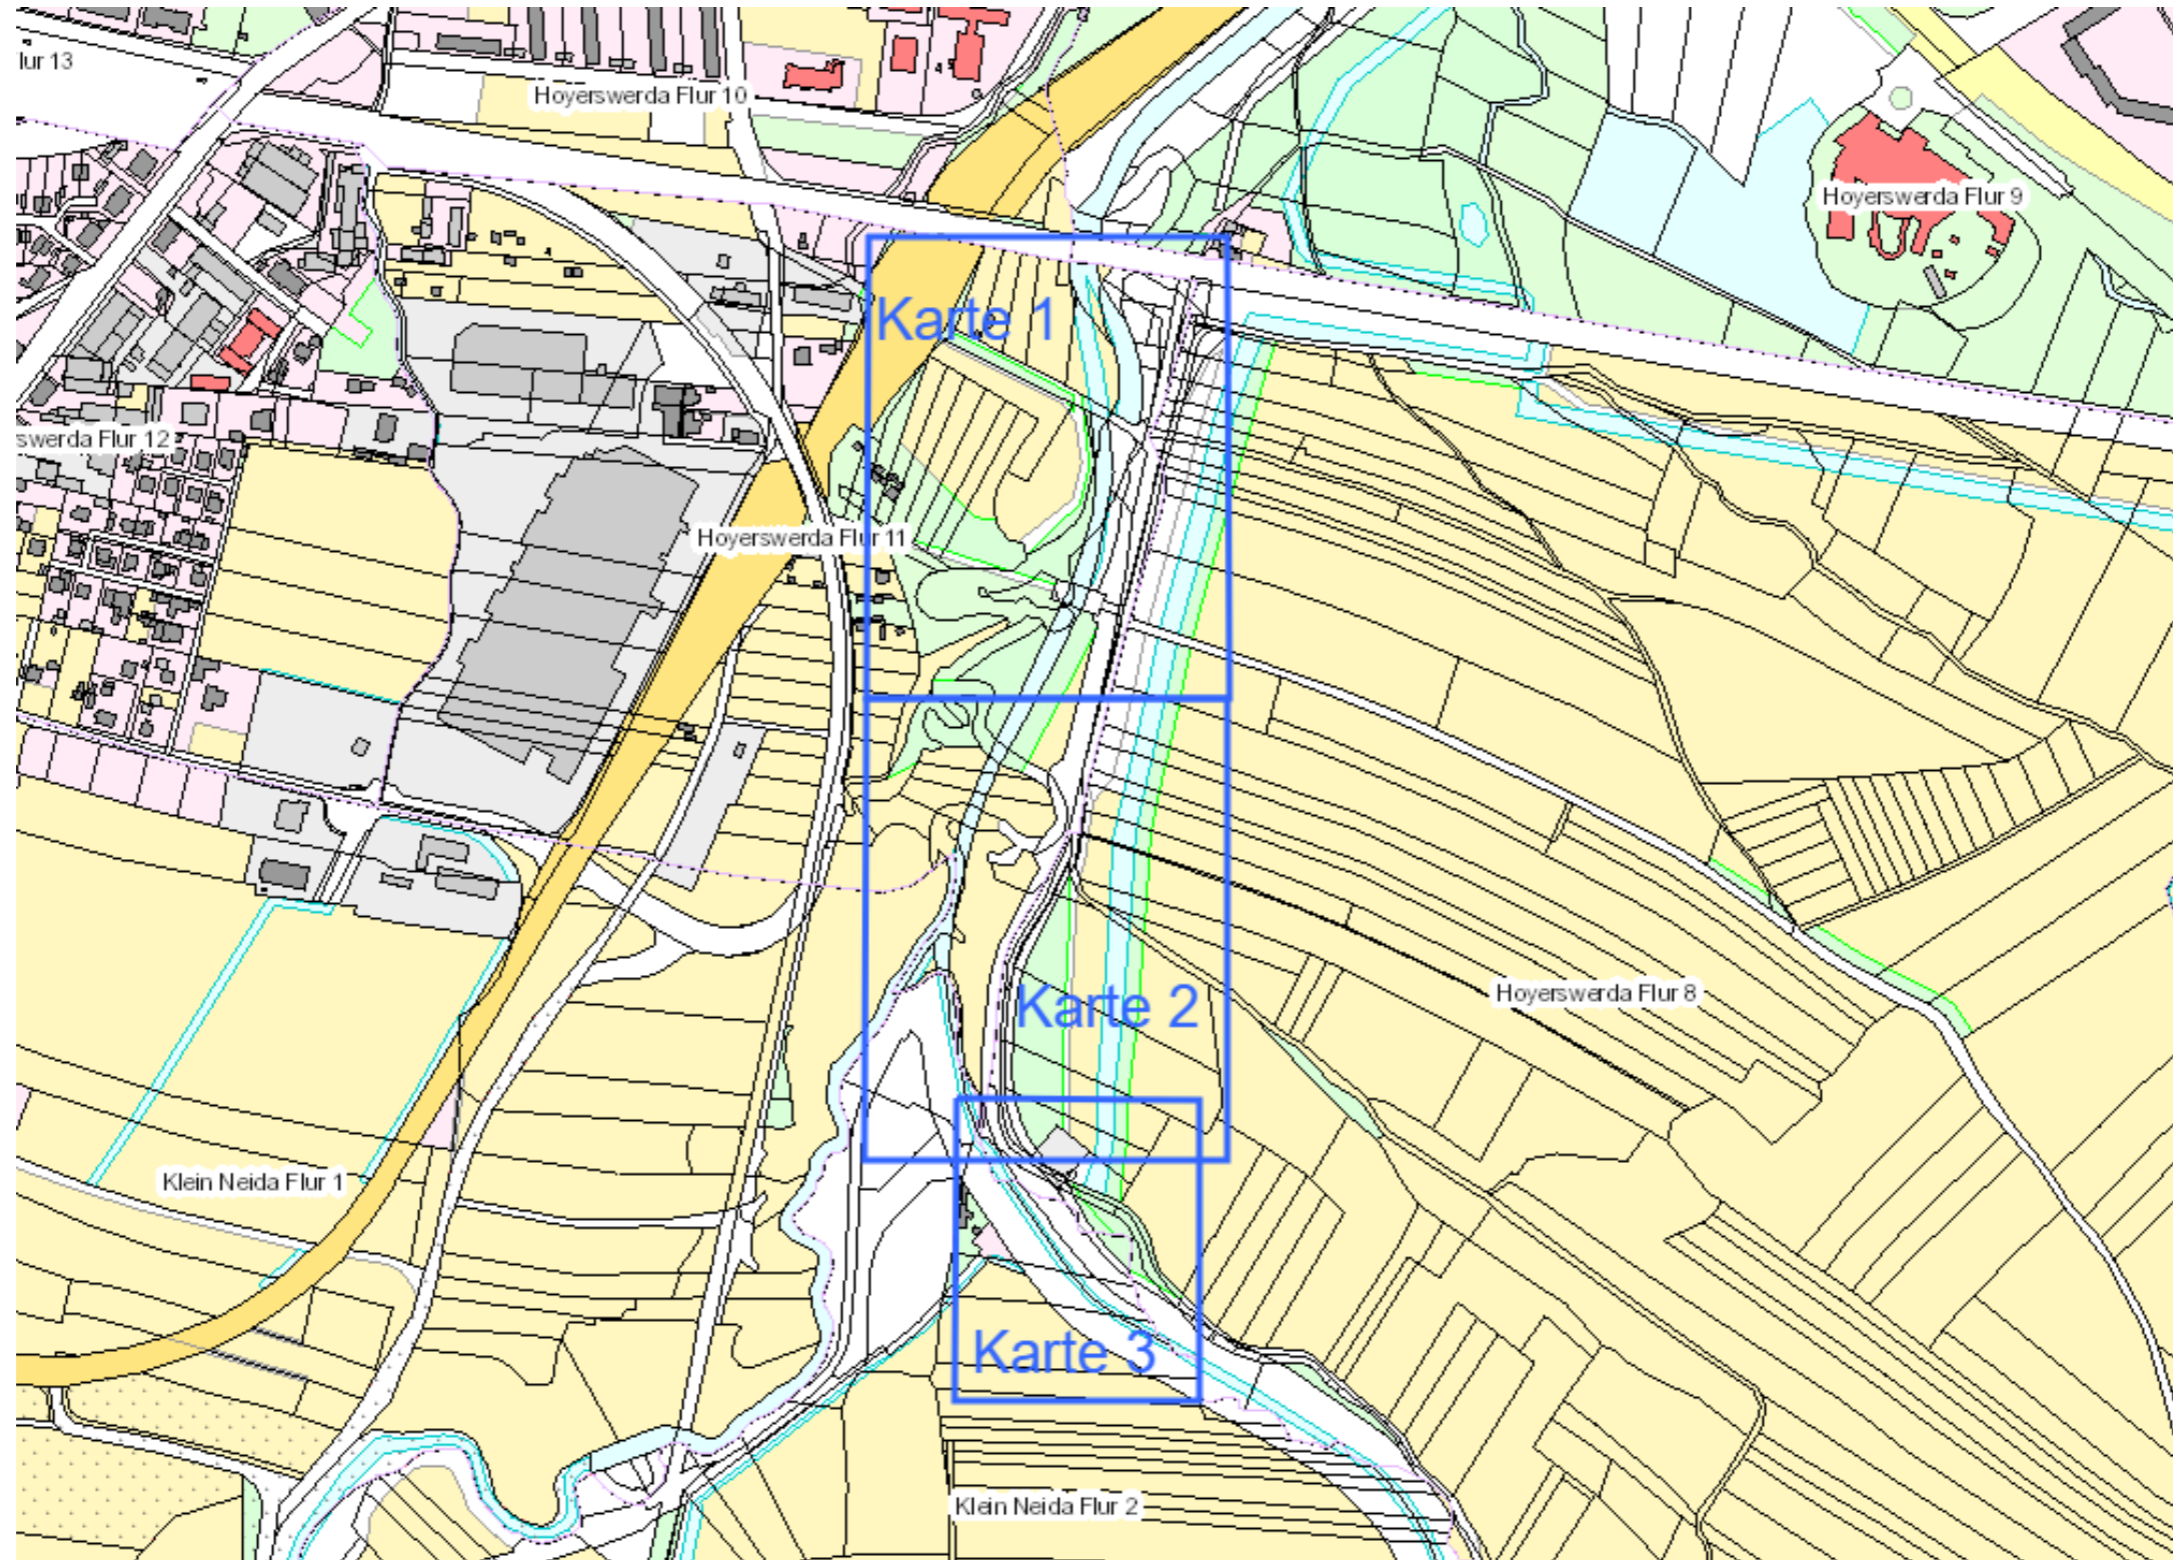 lur 13
Hoyerswerda Flur 10
Hoyerswerda Flur 9
Karte 1
swerda Flur 12
Hoyerswerda Flur 11
Karte 2
Hoyerswerda Flur 8
Klein Neida Flur 1
Karte 3
Klein Neida Flur 2